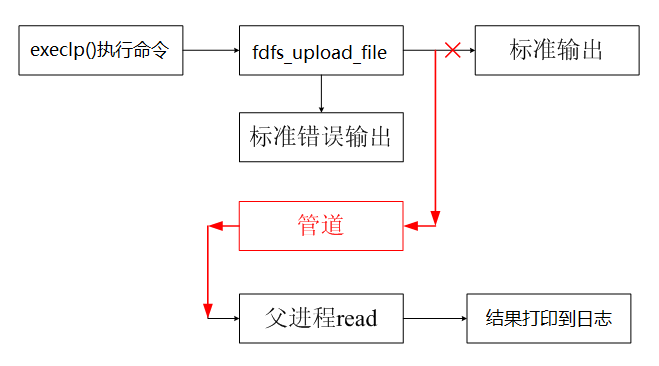 execlp()执行命令
fdfs_upload_file
标准输出
标准错误输出
管道
父进程read
结果打印到日志